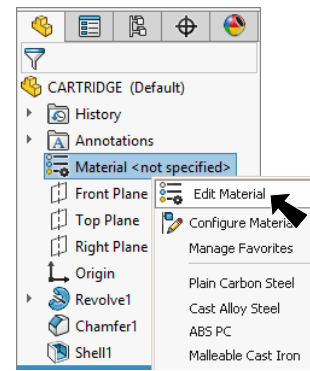 CARTRIDGE (Default)
History
A Annotations
Material <not specified>
Front Plane
Edit Material
Top Plane
Configure Material
Right Plane
Manage Favorites
Origin
Plain Carbon Steel
Revolve1
Cast Alloy Steel
Chamfer1
ABS PC
Shell1
Malleable Cast Iron